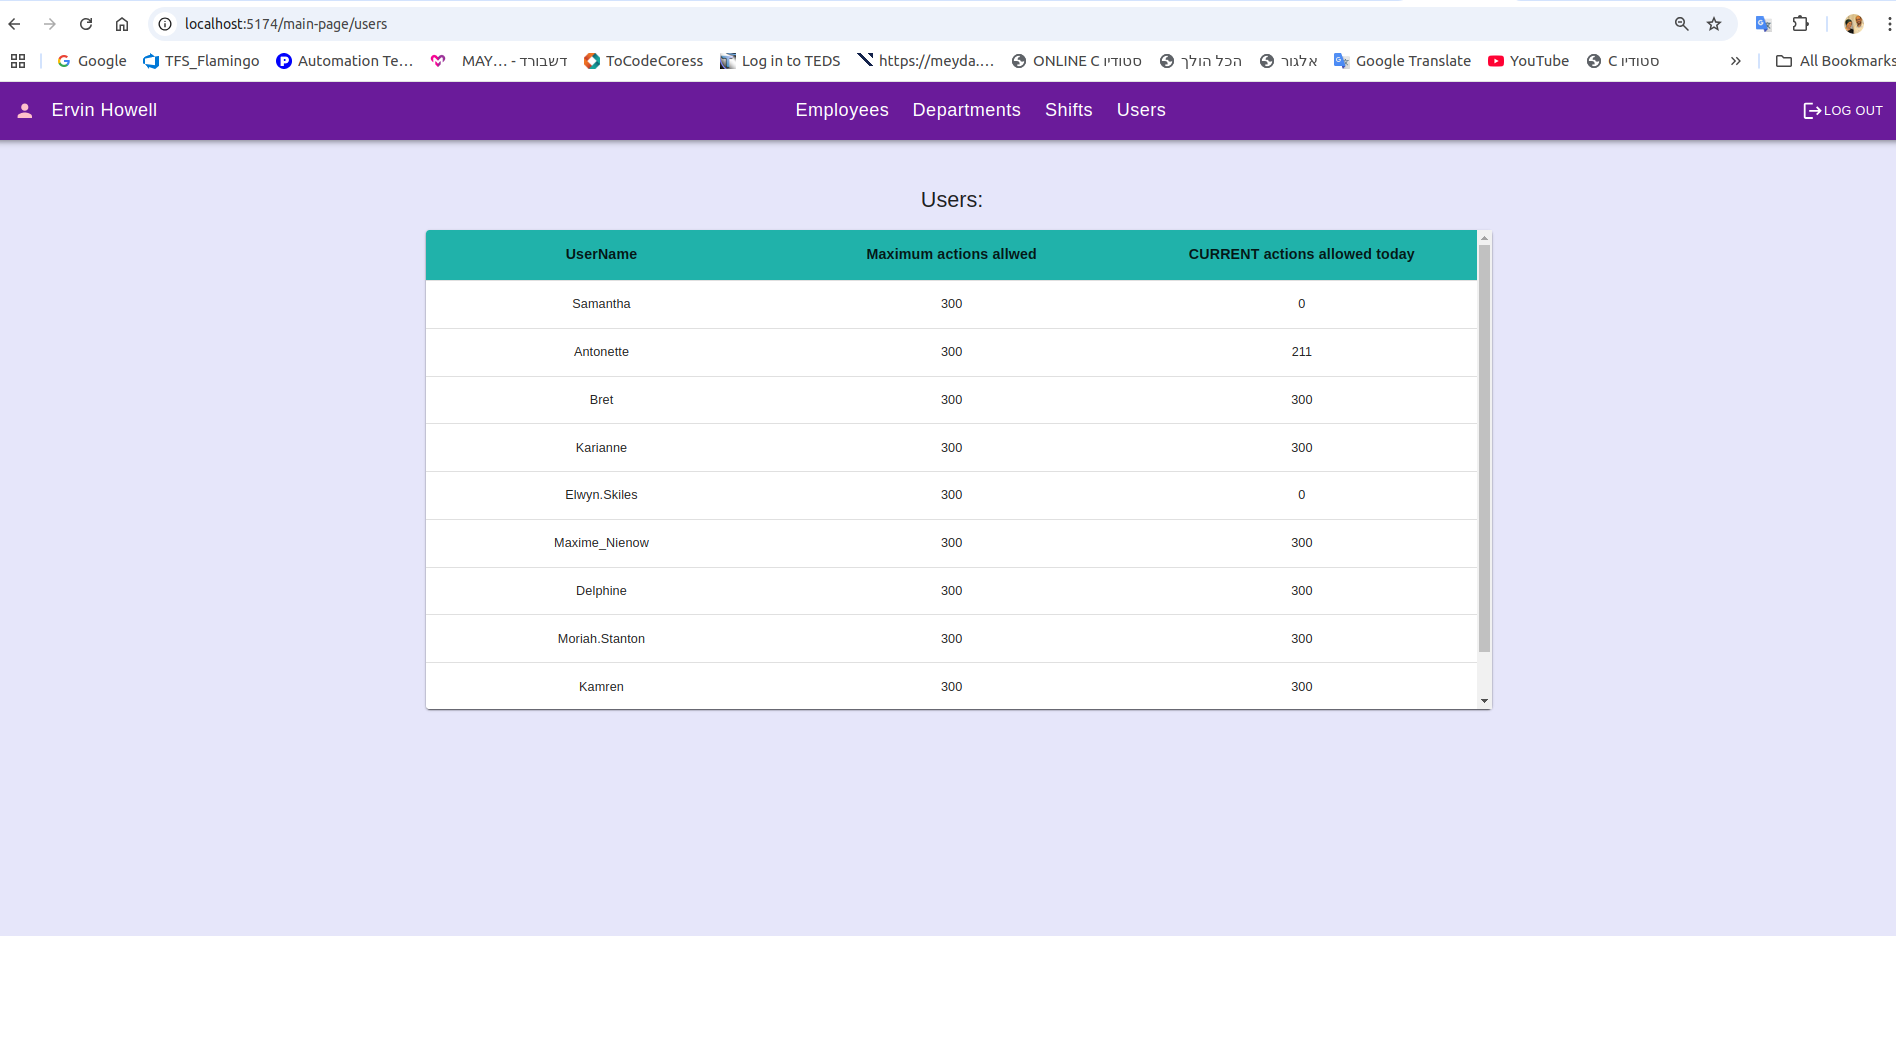 localhost:5174/main-page/users
Google TFS_Flamingo Automation Te... MAY... - דשבורד ToCodeCoress Log in to TEDS https://meyda.... ONLINE C סטודיו הכל הולך אלגור Google Translate YouTube C סטודיו » All Bookmarks
Ervin Howell Employees Departments Shifts Users LOG OUT
Users:
UserName Maximum actions allwed CURRENT actions allowed today
Samantha 300 0
Antonette 300 211
Bret 300 300
Karianne 300 300
Elwyn.Skiles 300 0
Maxime_Nienow 300 300
Delphine 300 300
Moriah.Stanton 300 300
Kamren 300 300